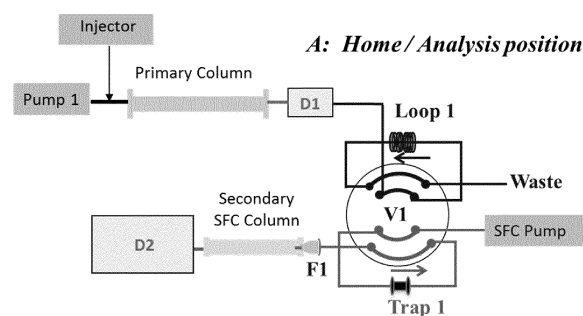 Injector
A: Home / Analysis position
Primary Column
Pump 1
D1
Loop 1
Waste
Secondary
SFC Column
V1
SFC Pump
D2
F1
Trap 1